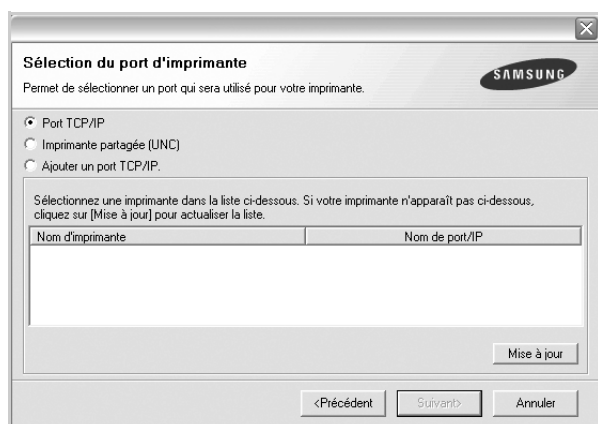 Sélection du port d'imprimante
Permet de sélectionner un port qui sera utilisé pour votre imprimante.
SAMSUNG
Port TCP/IP
Imprimante partagée (UNC)
Ajouter un port TCP/IP.
Sélectionnez une imprimante dans la liste ci-dessous. Si votre imprimante n'apparaît pas ci-dessous,
cliquez sur [Mise à jour] pour actualiser la liste.
Nom d'imprimante Nom de port/IP
Mise à jour
<Précédent Suivant> Annuler